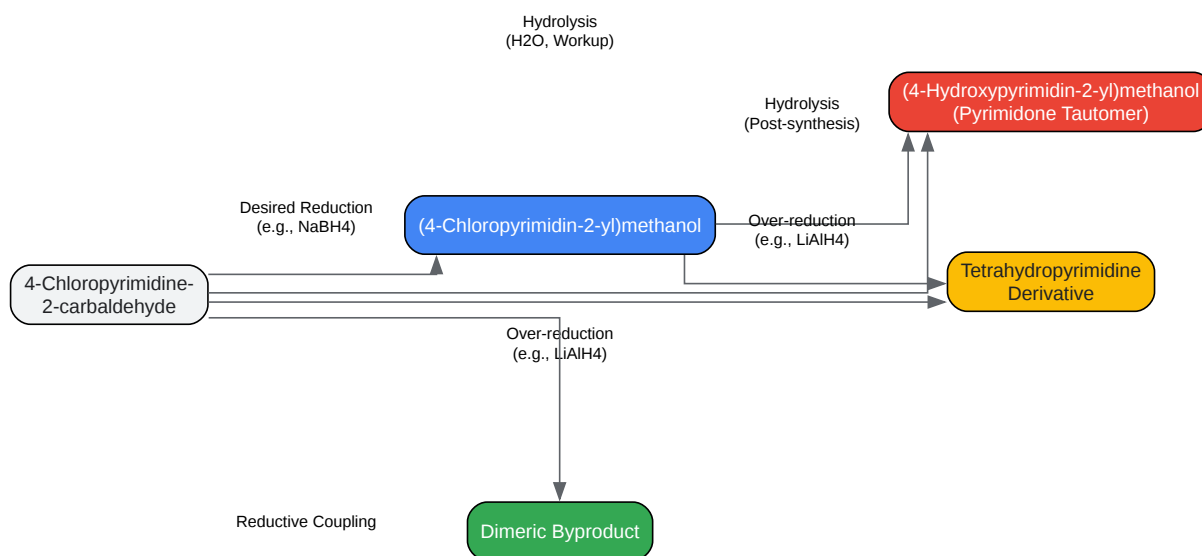 Hydrolysis
(H2O, Workup)
(4-Hydroxypyrimidin-2-yl)methanol
(Pyrimidone Tautomer)
Hydrolysis
(Post-synthesis)
Desired Reduction
(e.g., NaBH4)
(4-Chloropyrimidin-2-yl)methanol
Over-reduction
(e.g., LiAlH4)
4-Chloropyrimidine-
2-carbaldehyde
Tetrahydropyrimidine
Derivative
Over-reduction
(e.g., LiAlH4)
Reductive Coupling
Dimeric Byproduct